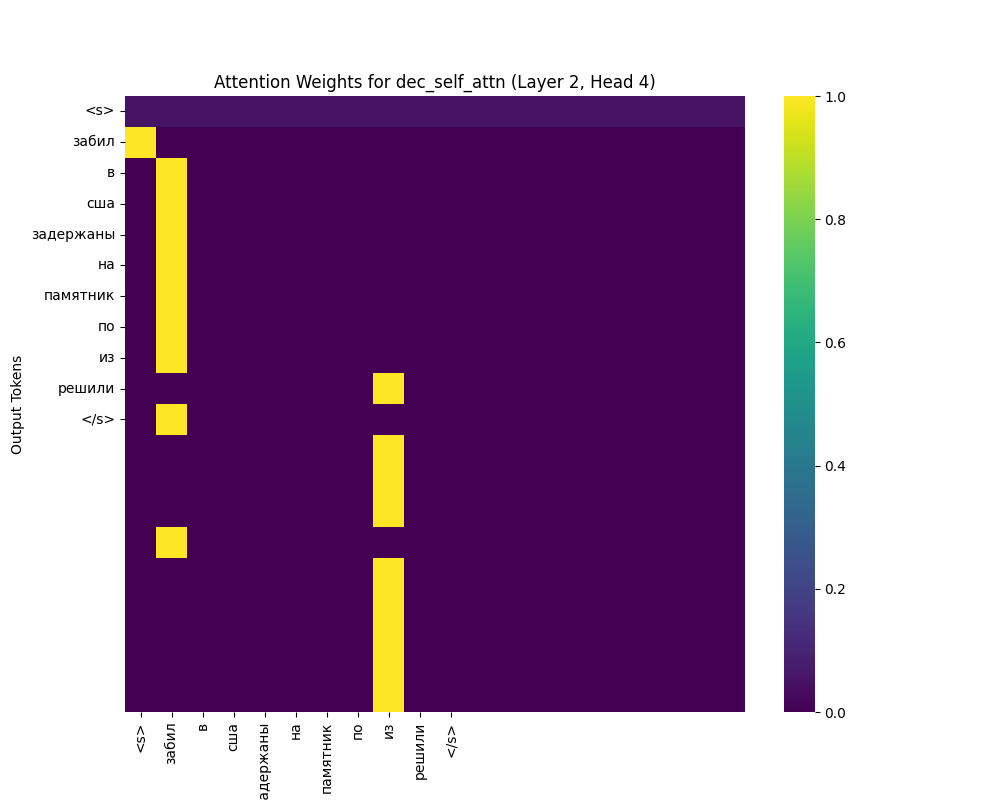 Attention Weights for dec_self_attn (Layer 2, Head 4)
Output Tokens
<s>
забил
в
сша
задержаны
на
памятник
по
из
решили
</s>
<s>
забил
в
сша
адержаны
на
памятник
по
из
решили
</s>
1.0
0.8
0.6
0.4
0.2
0.0